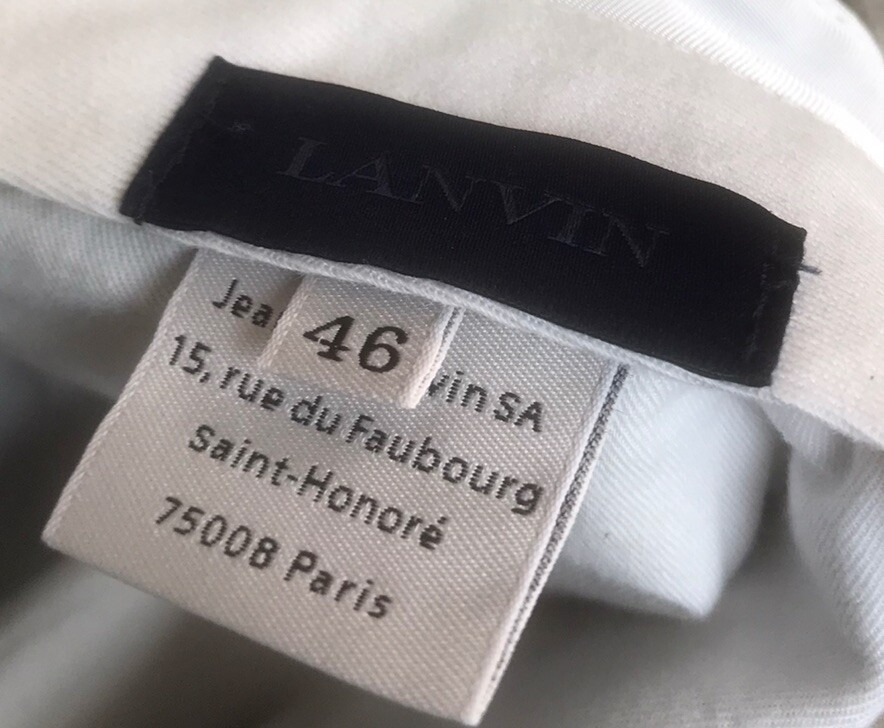 LANVIN
46
Jea vin SA
15, rue du Faubourg
Saint-Honoré
75008 Paris